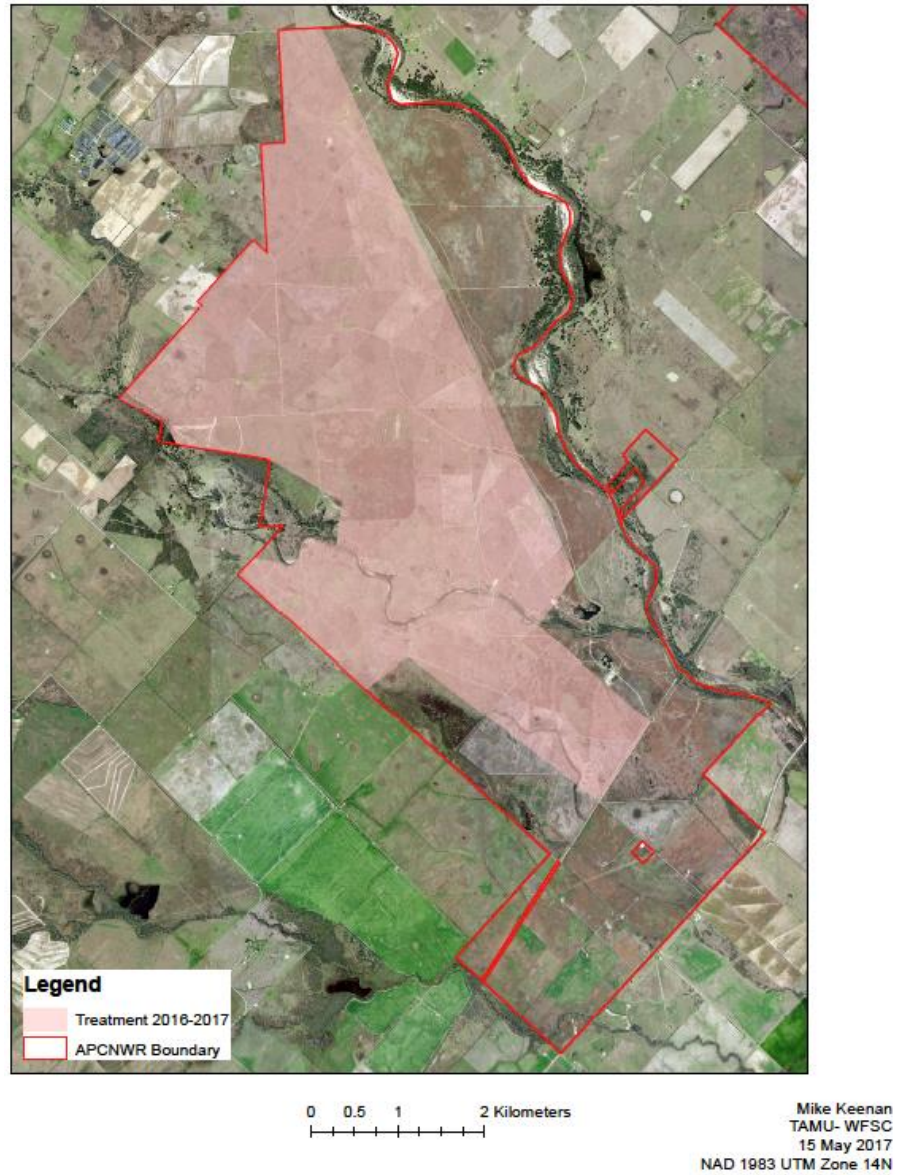 Legend
Treatment 2016-2017
APCNWR Boundary
0 0.5 1 2 Kilometers
Mike Keenan
TAMU- WFSC
15 May 2017
NAD 1983 UTM Zone 14N